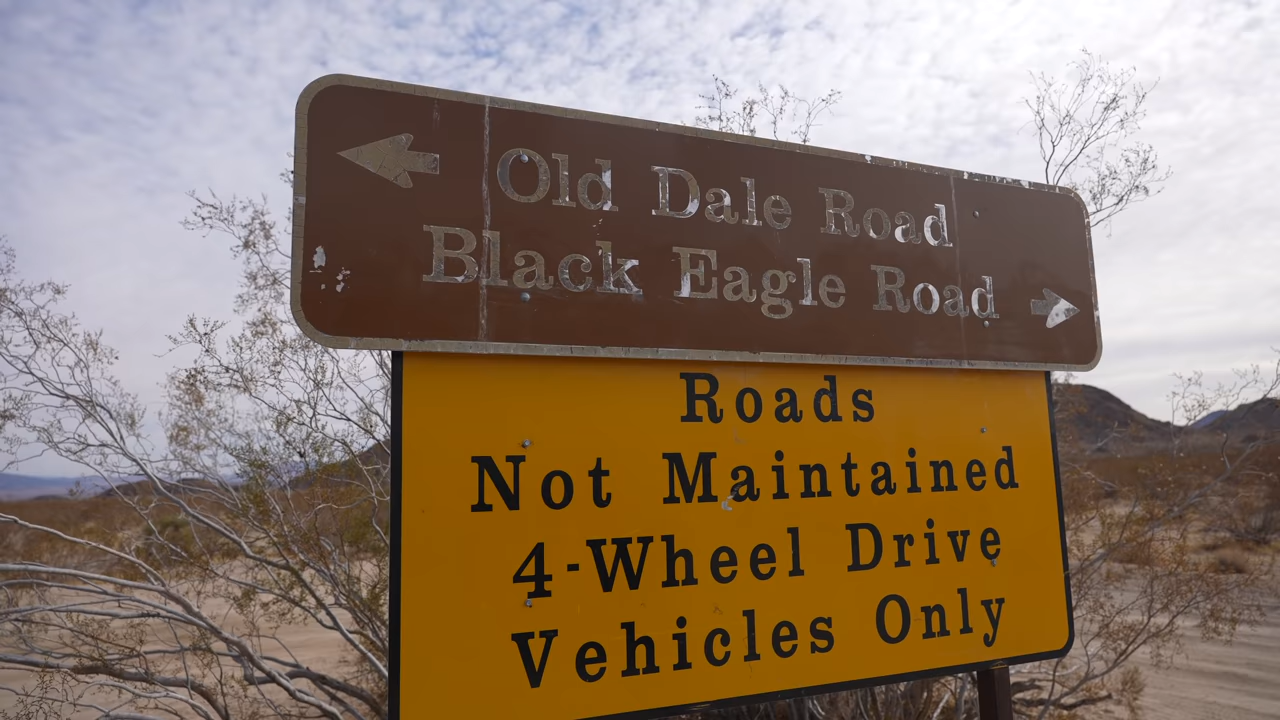 Old Dale Road
Black Eagle Road
Roads
Not Maintained
4-Wheel Drive
Vehicles Only